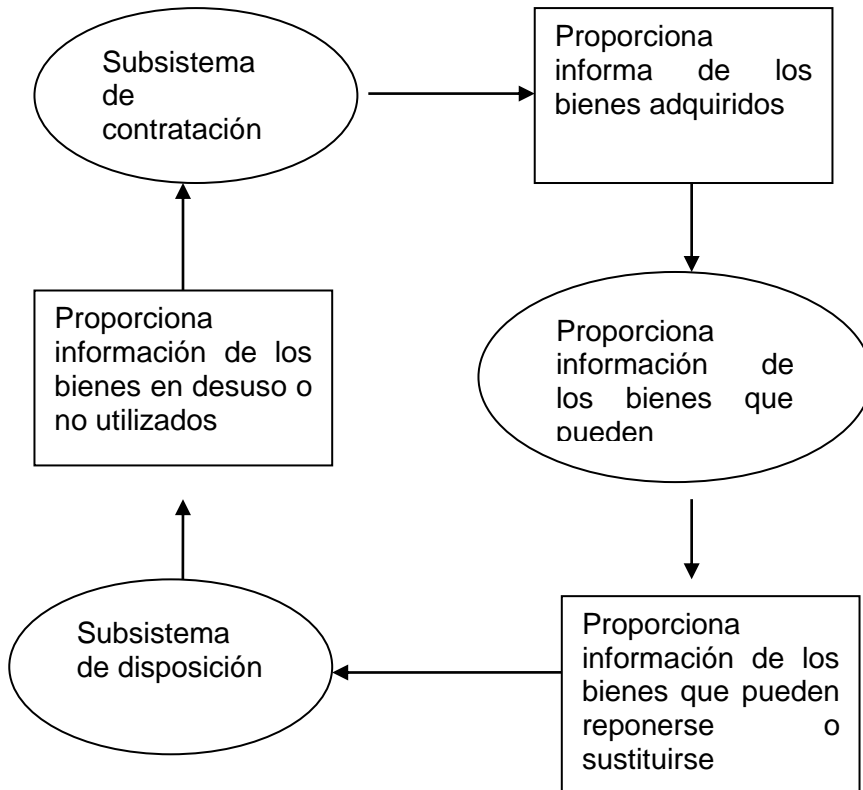 Subsistema
de
contratación
Proporciona
informa de los
bienes adquiridos
Proporciona
información de los
bienes en desuso o
no utilizados
Proporciona
información de
los bienes que
pueden
Subsistema
de disposición
Proporciona
información de los
bienes que pueden
reponerse o
sustituirse